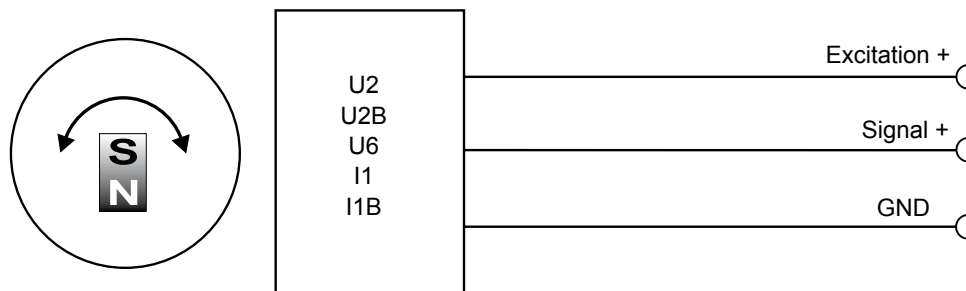 S
N
U2
U2B
U6
I1
I1B
Excitation +
Signal +
GND